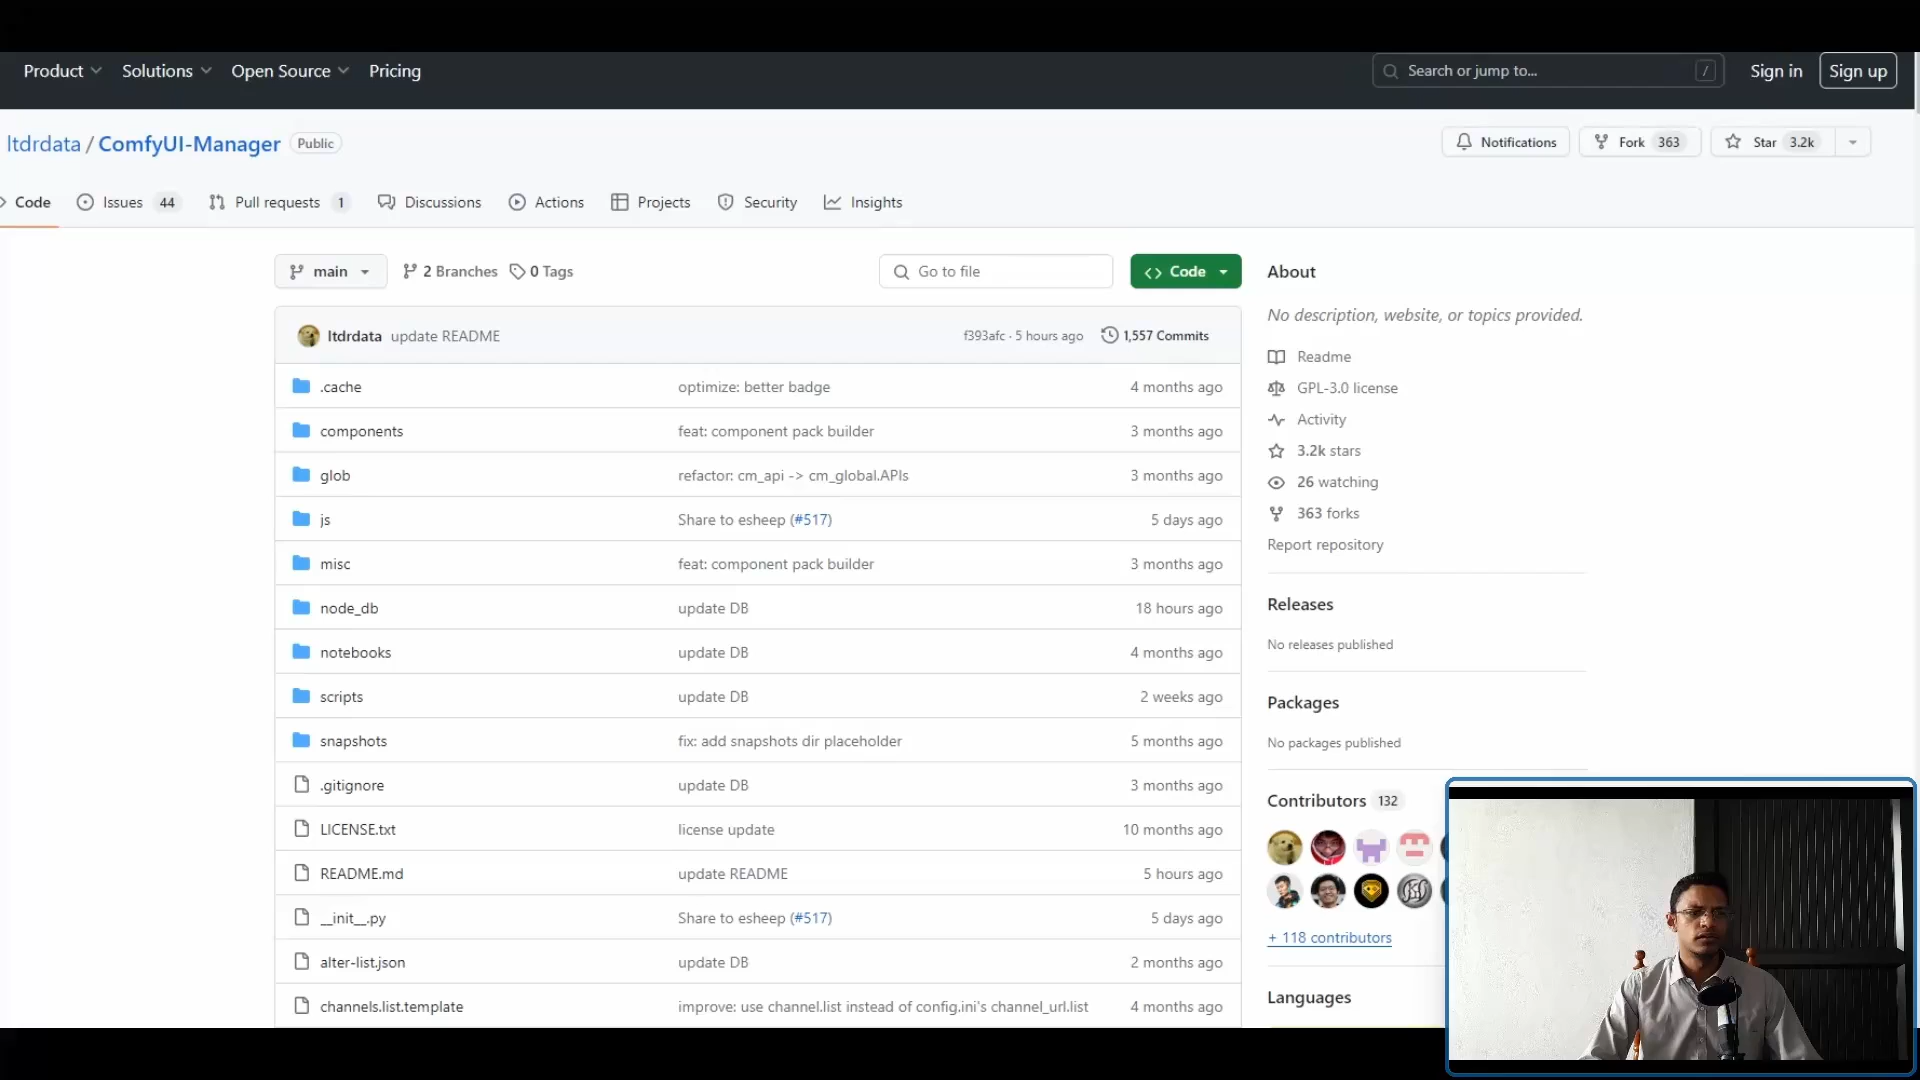 Product Solutions Open Source Pricing Search or jump to... / Sign in Sign up
ltdrdata / ComfyUI-Manager Public Notifications Fork 363 Star 3.2k
Code Issues 44 Pull requests 1 Discussions Actions Projects Security Insights
main 2 Branches 0 Tags Go to file Code
ltdrdata update README f393afc · 5 hours ago 1,557 Commits
.cache optimize: better badge 4 months ago
components feat: component pack builder 3 months ago
glob refactor: cm_api -> cm_global.APIs 3 months ago
js Share to esheep (#517) 5 days ago
misc feat: component pack builder 3 months ago
node_db update DB 18 hours ago
notebooks update DB 4 months ago
scripts update DB 2 weeks ago
snapshots fix: add snapshots dir placeholder 5 months ago
.gitignore update DB 3 months ago
LICENSE.txt license update 10 months ago
README.md update README 5 hours ago
__init__.py Share to esheep (#517) 5 days ago
alter-list.json update DB 2 months ago
channels.list.template improve: use channel.list instead of config.ini's channel_url.list 4 months ago
About
No description, website, or topics provided.
Readme
GPL-3.0 license
Activity
3.2k stars
26 watching
363 forks
Report repository
Releases
No releases published
Packages
No packages published
Contributors 132
+ 118 contributors
Languages